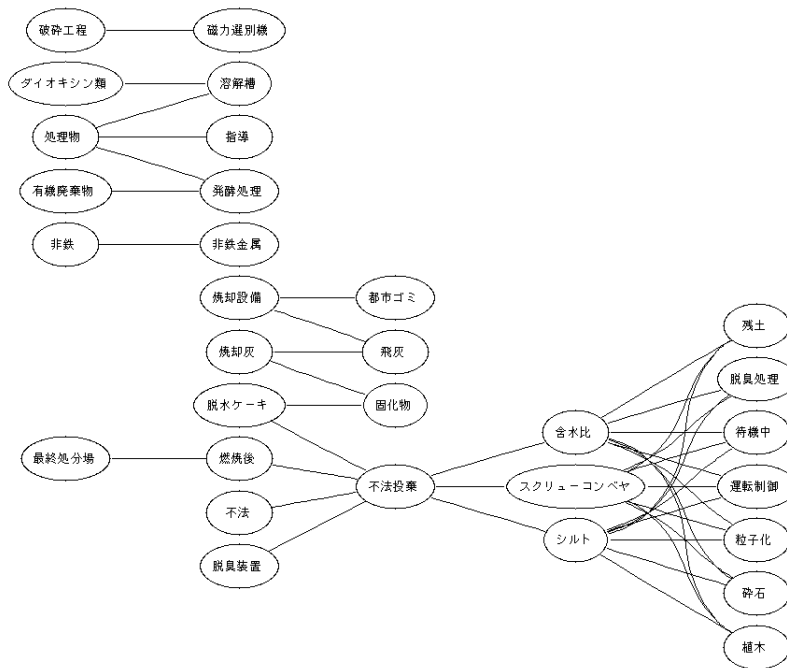 破砕工程
磁力選別機
ダイオキシン類
溶解槽
処理物
指導
有機廃棄物
発酵処理
非鉄
非鉄金属
焼却設備
都市ゴミ
残土
焼却灰
飛灰
脱臭処理
脱水ケーキ
固化物
含水比
待機中
最終処分場
燃焼後
不法投棄
スクリューコンベヤ
運転制御
不法
シルト
粒子化
脱臭装置
砕石
植木